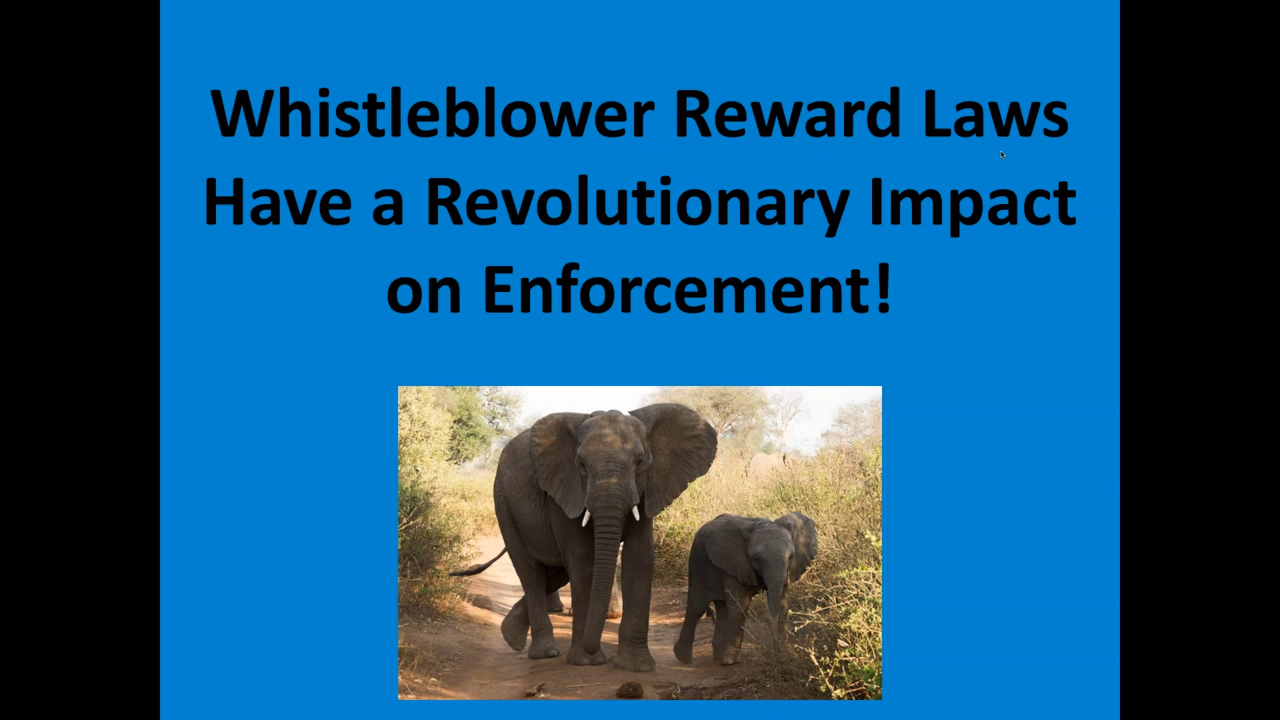 Whistleblower Reward Laws
Have a Revolutionary Impact
on Enforcement!